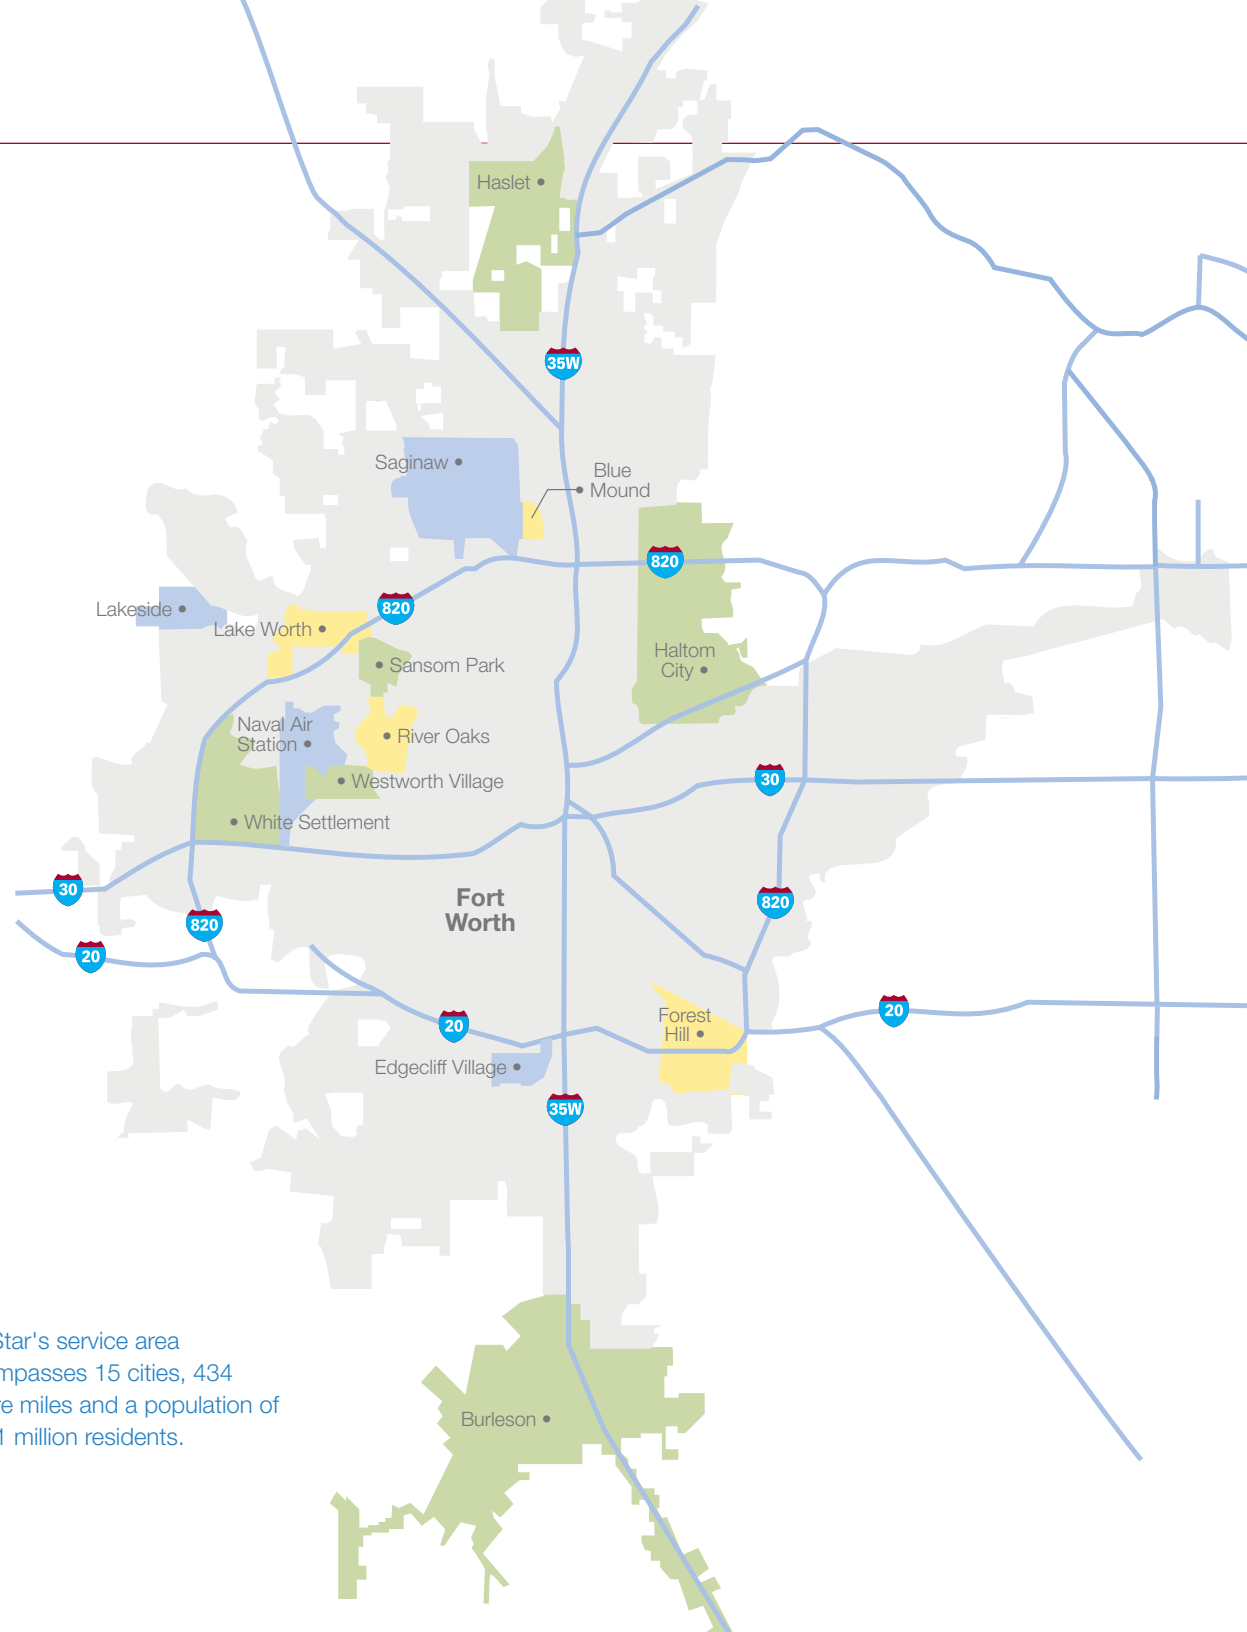 Haslet
35W
Saginaw
Blue
Mound
820
Lakeside
820
Lake Worth
Haltom
City
Sansom Park
Naval Air
Station
River Oaks
Westworth Village
30
White Settlement
30
Fort
Worth
820
820
20
20
Forest
Hill
20
Edgecliff Village
35W
Star's service area
mpasses 15 cities, 434
e miles and a population of
1 million residents.
Burleson